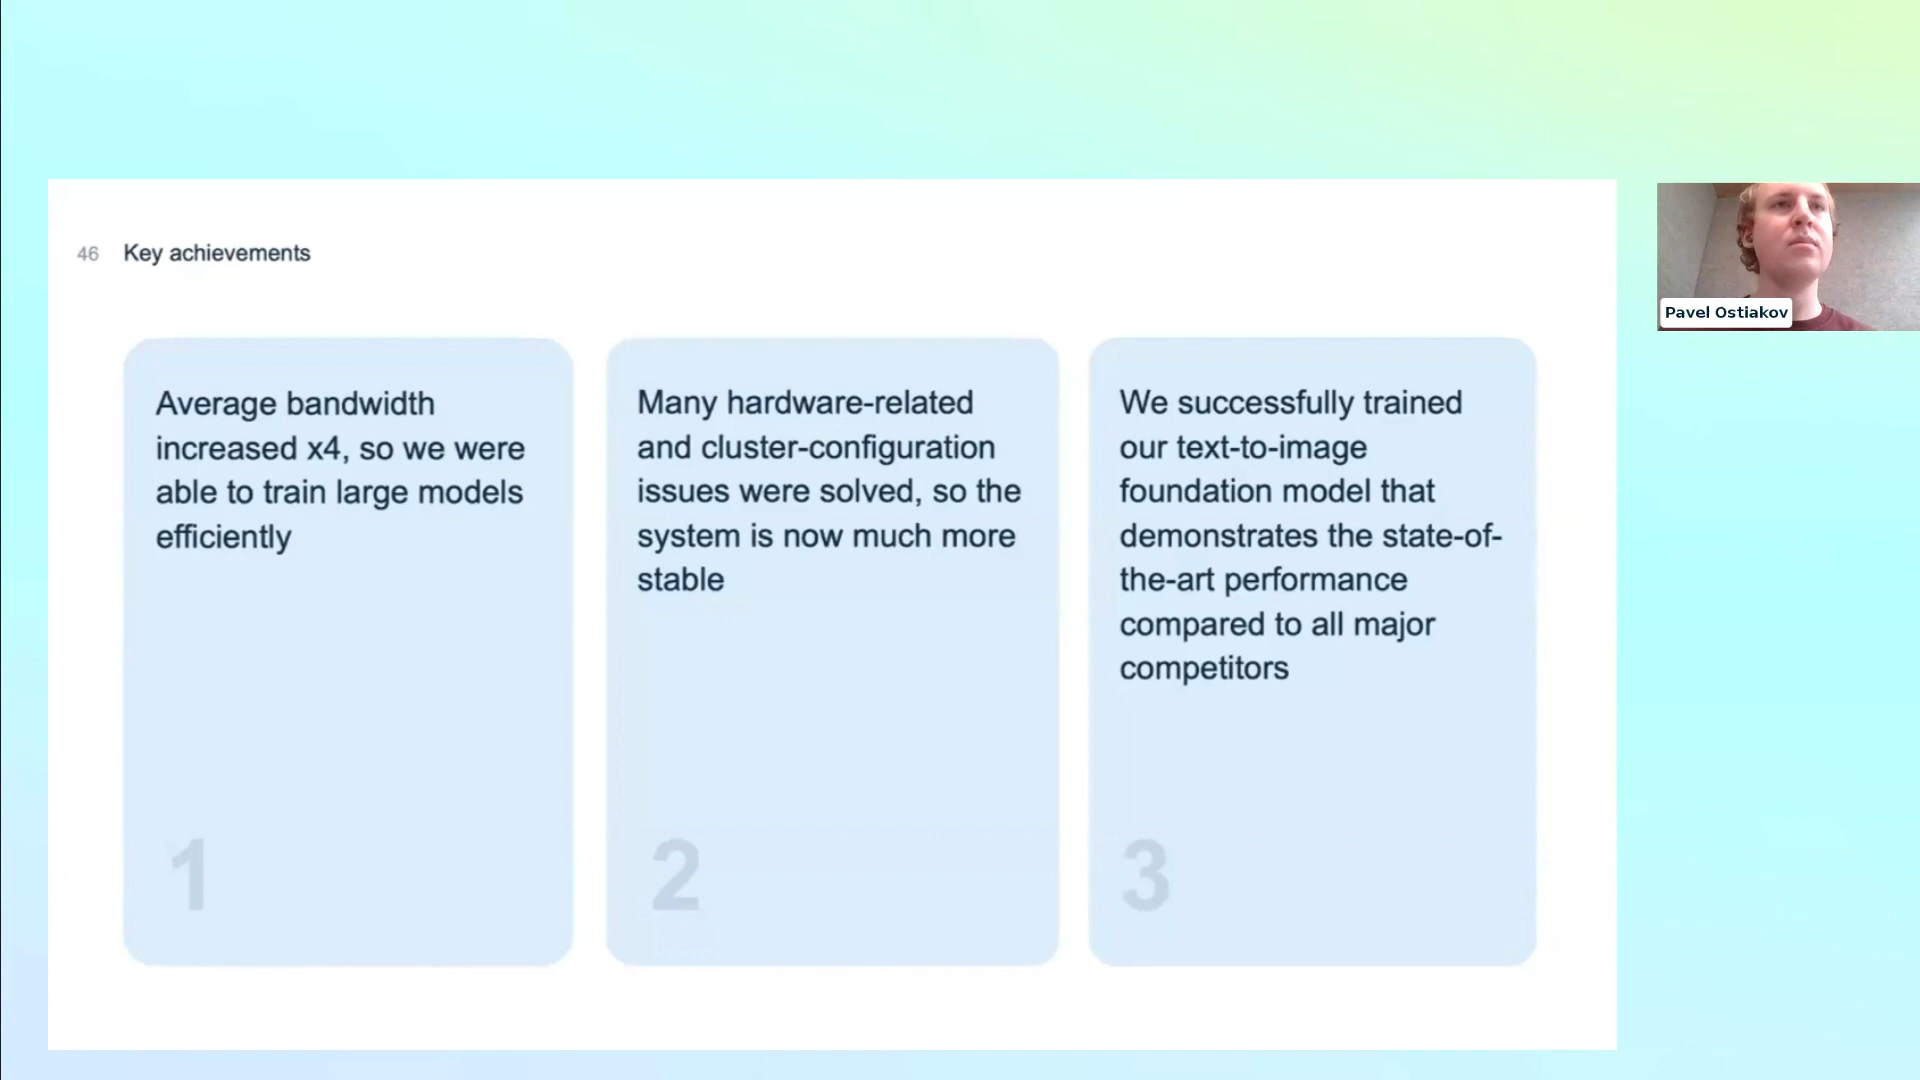 46 Key achievements
Average bandwidth
increased x4, so we were
able to train large models
efficiently
1
Many hardware-related
and cluster-configuration
issues were solved, so the
system is now much more
stable
2
We successfully trained
our text-to-image
foundation model that
demonstrates the state-of-
the-art performance
compared to all major
competitors
3
Pavel Ostiakov